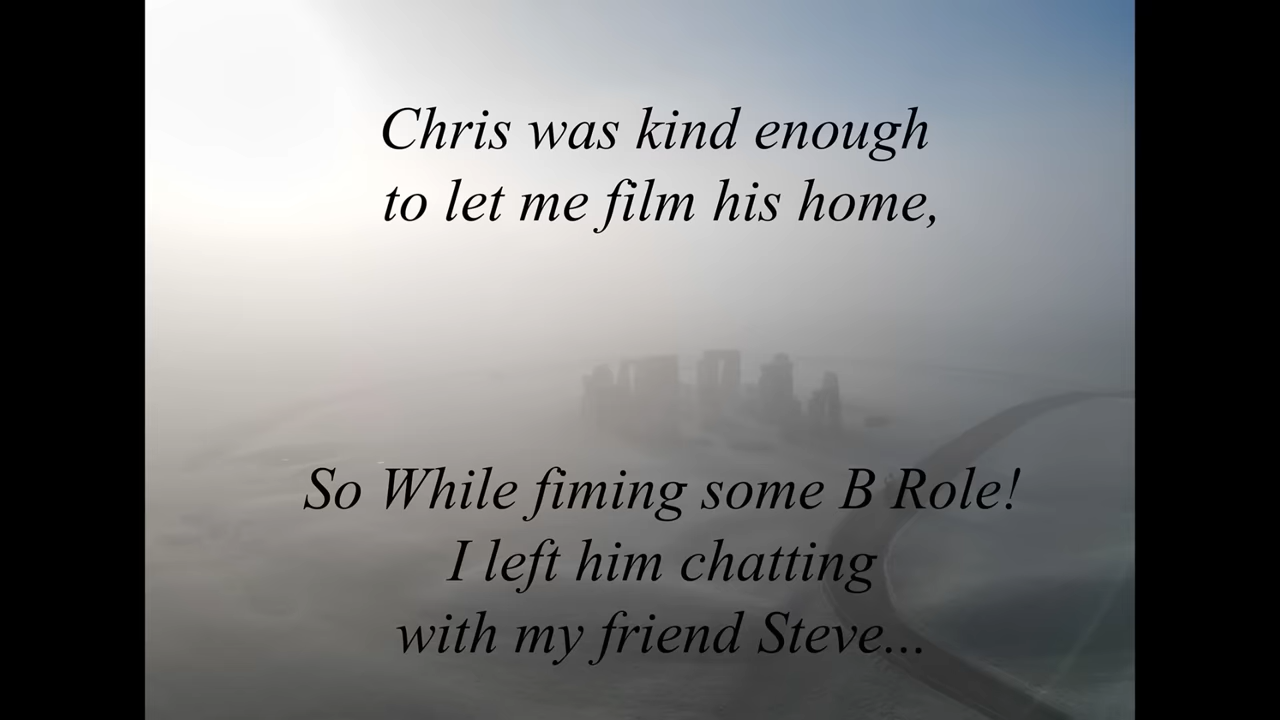 Chris was kind enough
to let me film his home,
So While fiming some B Role!
I left him chatting
with my friend Steve...